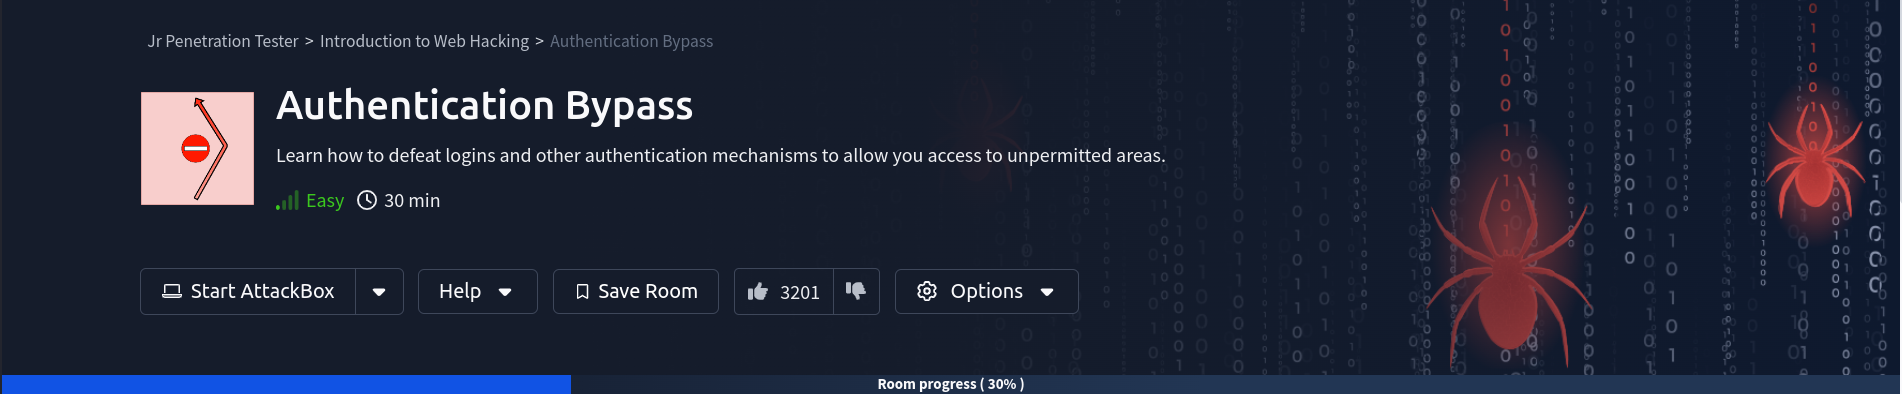 Jr Penetration Tester > Introduction to Web Hacking > Authentication Bypass
Authentication Bypass
Learn how to defeat logins and other authentication mechanisms to allow you access to unpermitted areas.
Easy 30 min
Start AttackBox Help Save Room 3201 Options
Room progress ( 30% )